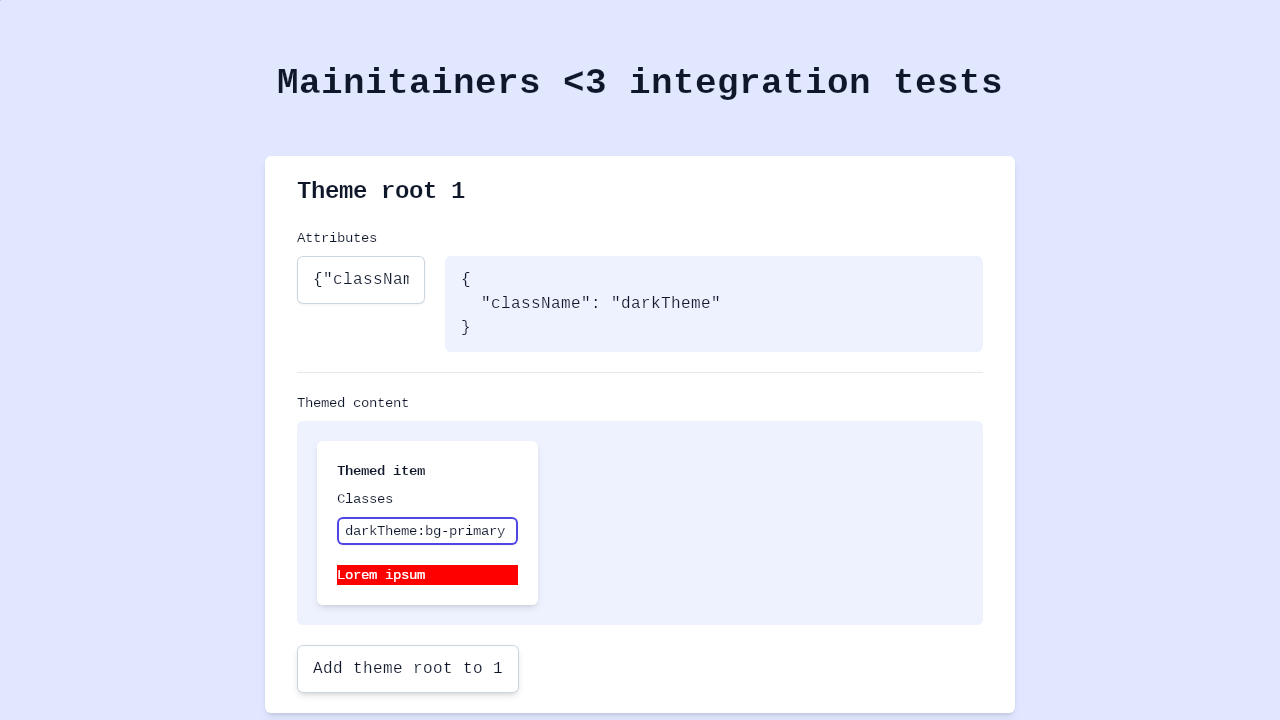 Mainitainers <3 integration tests
Theme root 1
Attributes
{"classNam
{
"className": "darkTheme"
}
Themed content
Themed item
Classes
darkTheme:bg-primary
Lorem ipsum
Add theme root to 1